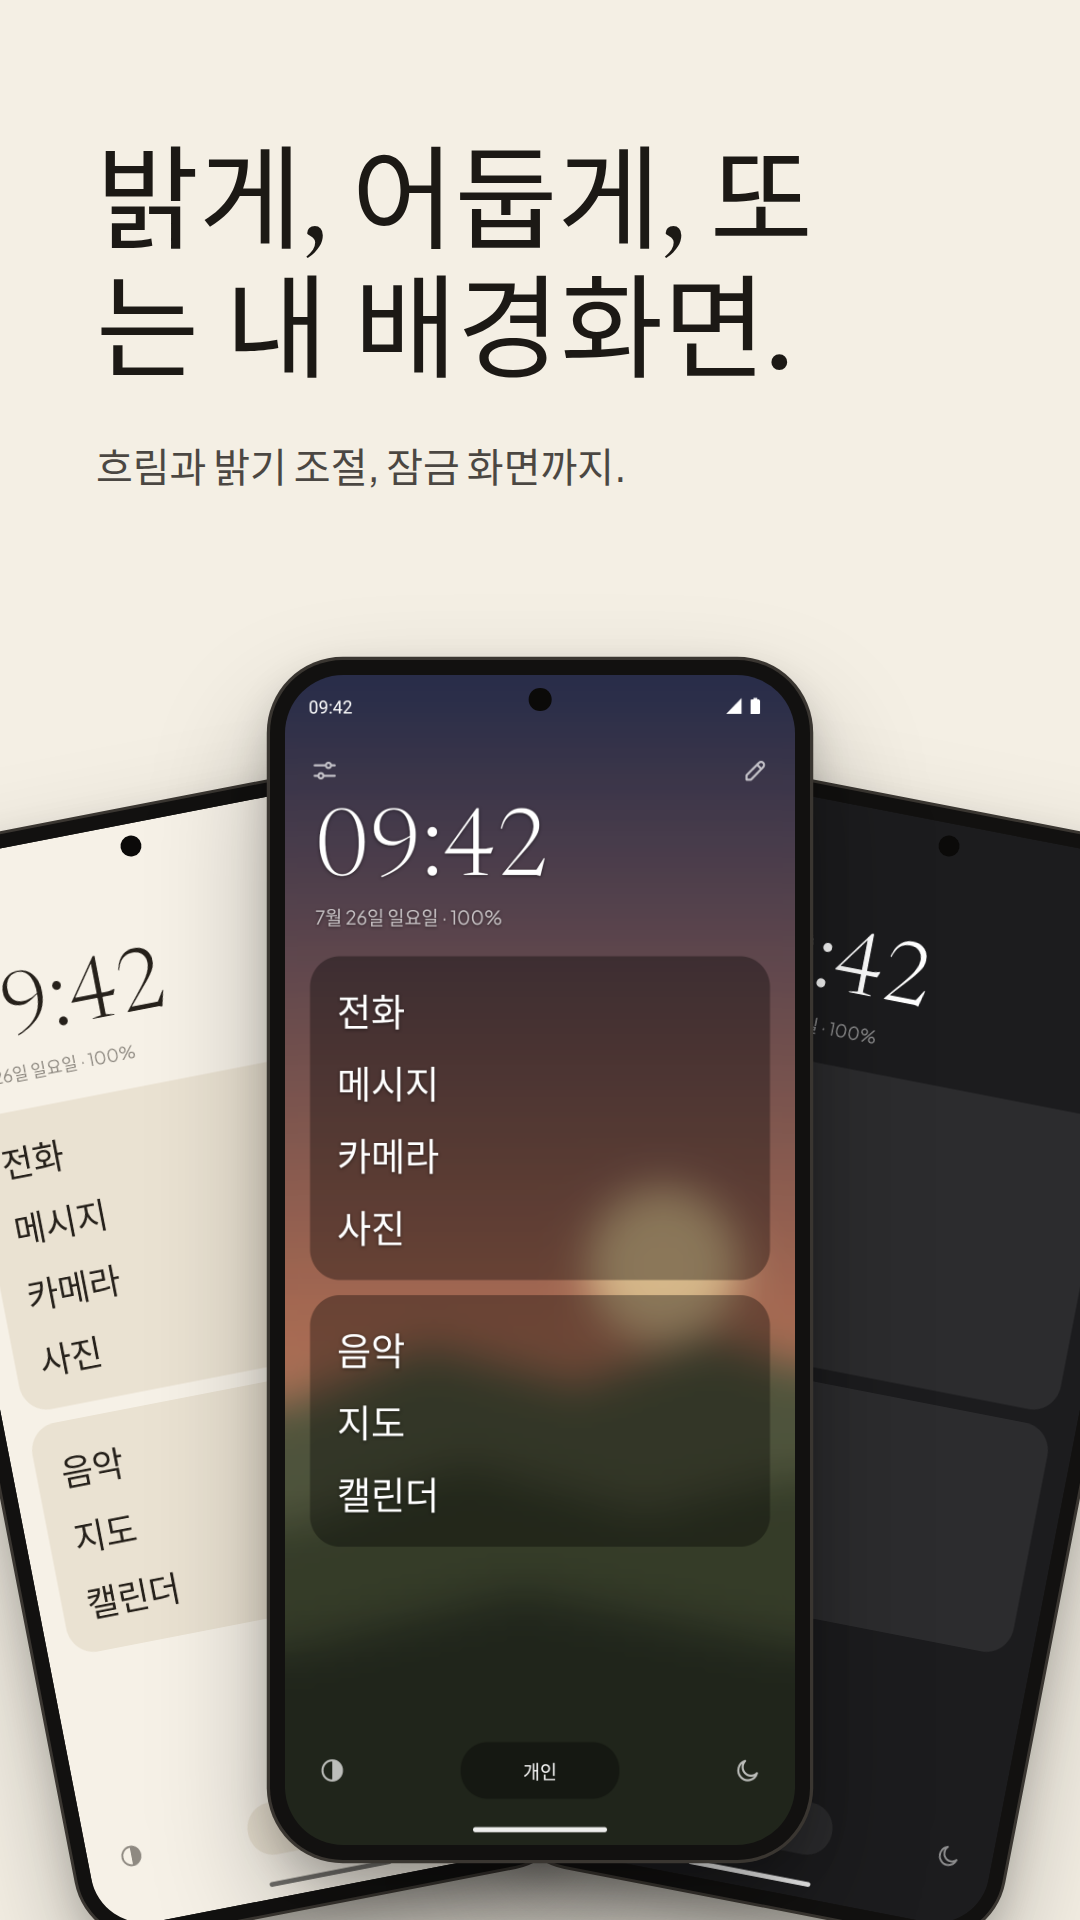 밝게, 어둡게, 또
는 내 배경화면.
흐림과 밝기 조절, 잠금 화면까지.
09:42
09:42
7월 26일 일요일 · 100%
전화
메시지
카메라
사진
음악
지도
캘린더
개인
9:42
26일 일요일 · 100%
전화
메시지
카메라
사진
음악
지도
캘린더
:42
일 · 100%